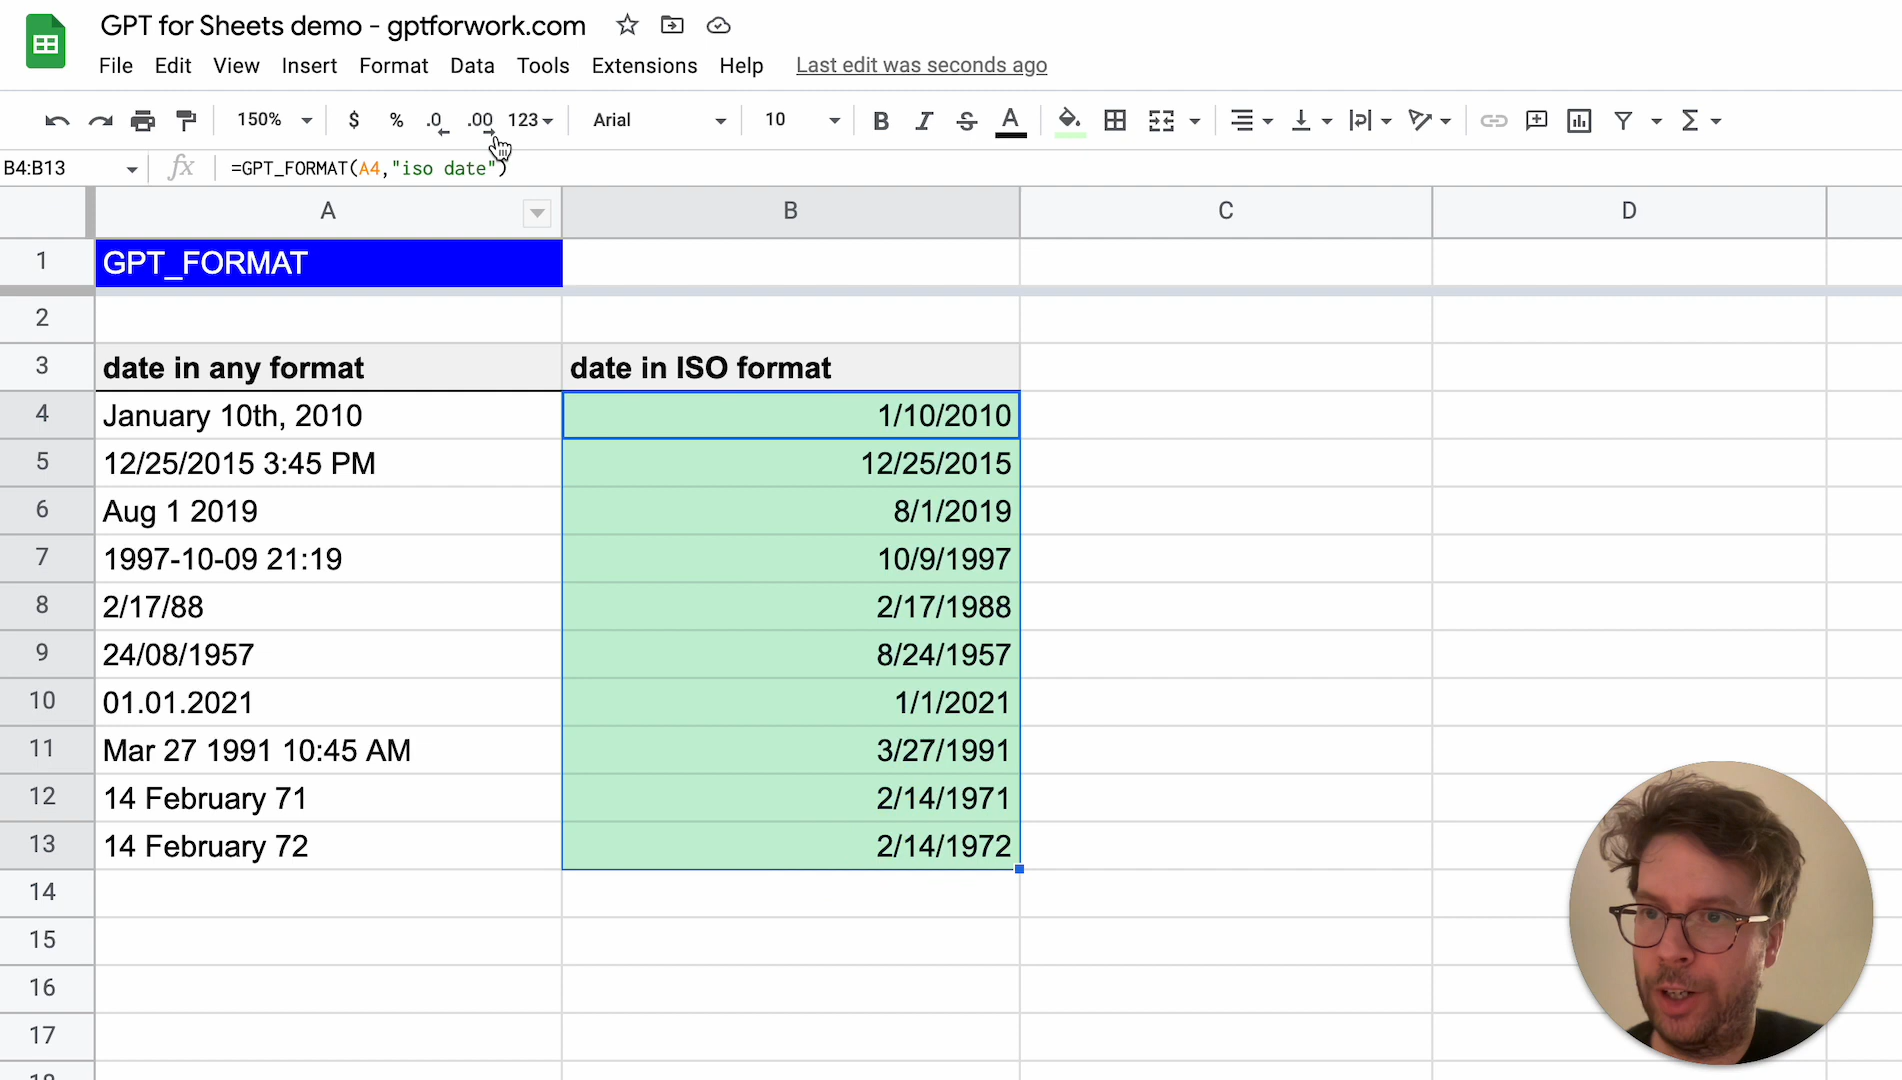 GPT for Sheets demo - gptforwork.com
File Edit View Insert Format Data Tools Extensions Help Last edit was seconds ago
150% $ % .0 .00 123 Arial 10 B I S A
B4:B13 fx =GPT_FORMAT(A4,"iso date")
A B C D
1 GPT_FORMAT
2
3 date in any format date in ISO format
4 January 10th, 2010 1/10/2010
5 12/25/2015 3:45 PM 12/25/2015
6 Aug 1 2019 8/1/2019
7 1997-10-09 21:19 10/9/1997
8 2/17/88 2/17/1988
9 24/08/1957 8/24/1957
10 01.01.2021 1/1/2021
11 Mar 27 1991 10:45 AM 3/27/1991
12 14 February 71 2/14/1971
13 14 February 72 2/14/1972
14
15
16
17
18